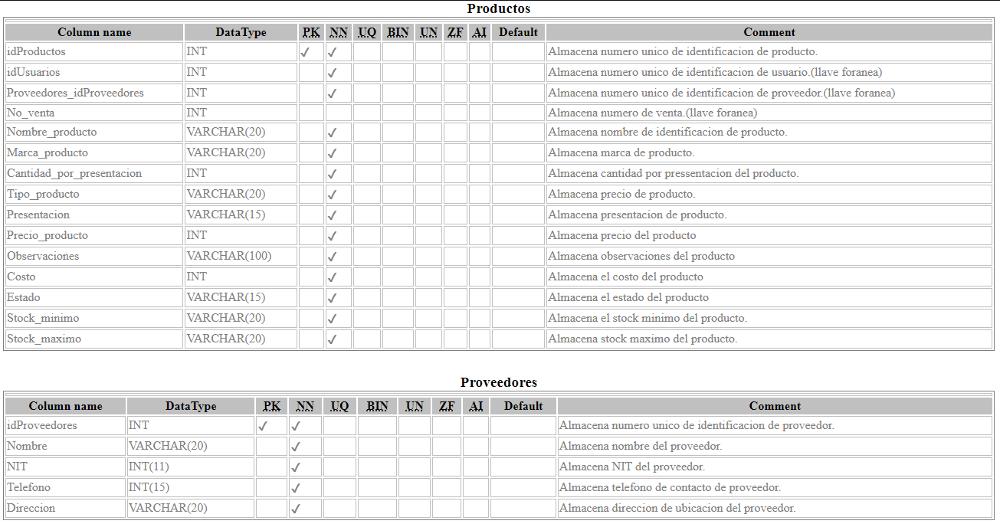 Productos
Column name DataType PK NN UQ BIN UN ZF AI Default Comment
idProductos INT ✓ ✓ Almacena numero unico de identificacion de producto.
idUsuarios INT ✓ Almacena numero unico de identificacion de usuario.(llave foranea)
Proveedores_idProveedores INT ✓ Almacena numero unico de identificacion de proveedor.(llave foranea)
No_venta INT Almacena numero de venta.(llave foranea)
Nombre_producto VARCHAR(20) ✓ Almacena nombre de identificacion de producto.
Marca_producto VARCHAR(20) ✓ Almacena marca de producto.
Cantidad_por_presentacion INT ✓ Almacena cantidad por pressentacion del producto.
Tipo_producto VARCHAR(20) ✓ Almacena precio de producto.
Presentacion VARCHAR(15) ✓ Almacena presentacion de producto.
Precio_producto INT ✓ Almacena precio del producto
Observaciones VARCHAR(100) ✓ Almacena observaciones del producto
Costo INT ✓ Almacena el costo del producto
Estado VARCHAR(15) ✓ Almacena el estado del producto
Stock_minimo VARCHAR(20) ✓ Almacena el stock minimo del producto.
Stock_maximo VARCHAR(20) ✓ Almacena stock maximo del producto.
Proveedores
Column name DataType PK NN UQ BIN UN ZF AI Default Comment
idProveedores INT ✓ ✓ Almacena numero unico de identificacion de proveedor.
Nombre VARCHAR(20) ✓ Almacena nombre del proveedor.
NIT INT(11) ✓ Almacena NIT del proveedor.
Telefono INT(15) ✓ Almacena telefono de contacto de proveedor.
Direccion VARCHAR(20) ✓ Almacena direccion de ubicacion del proveedor.